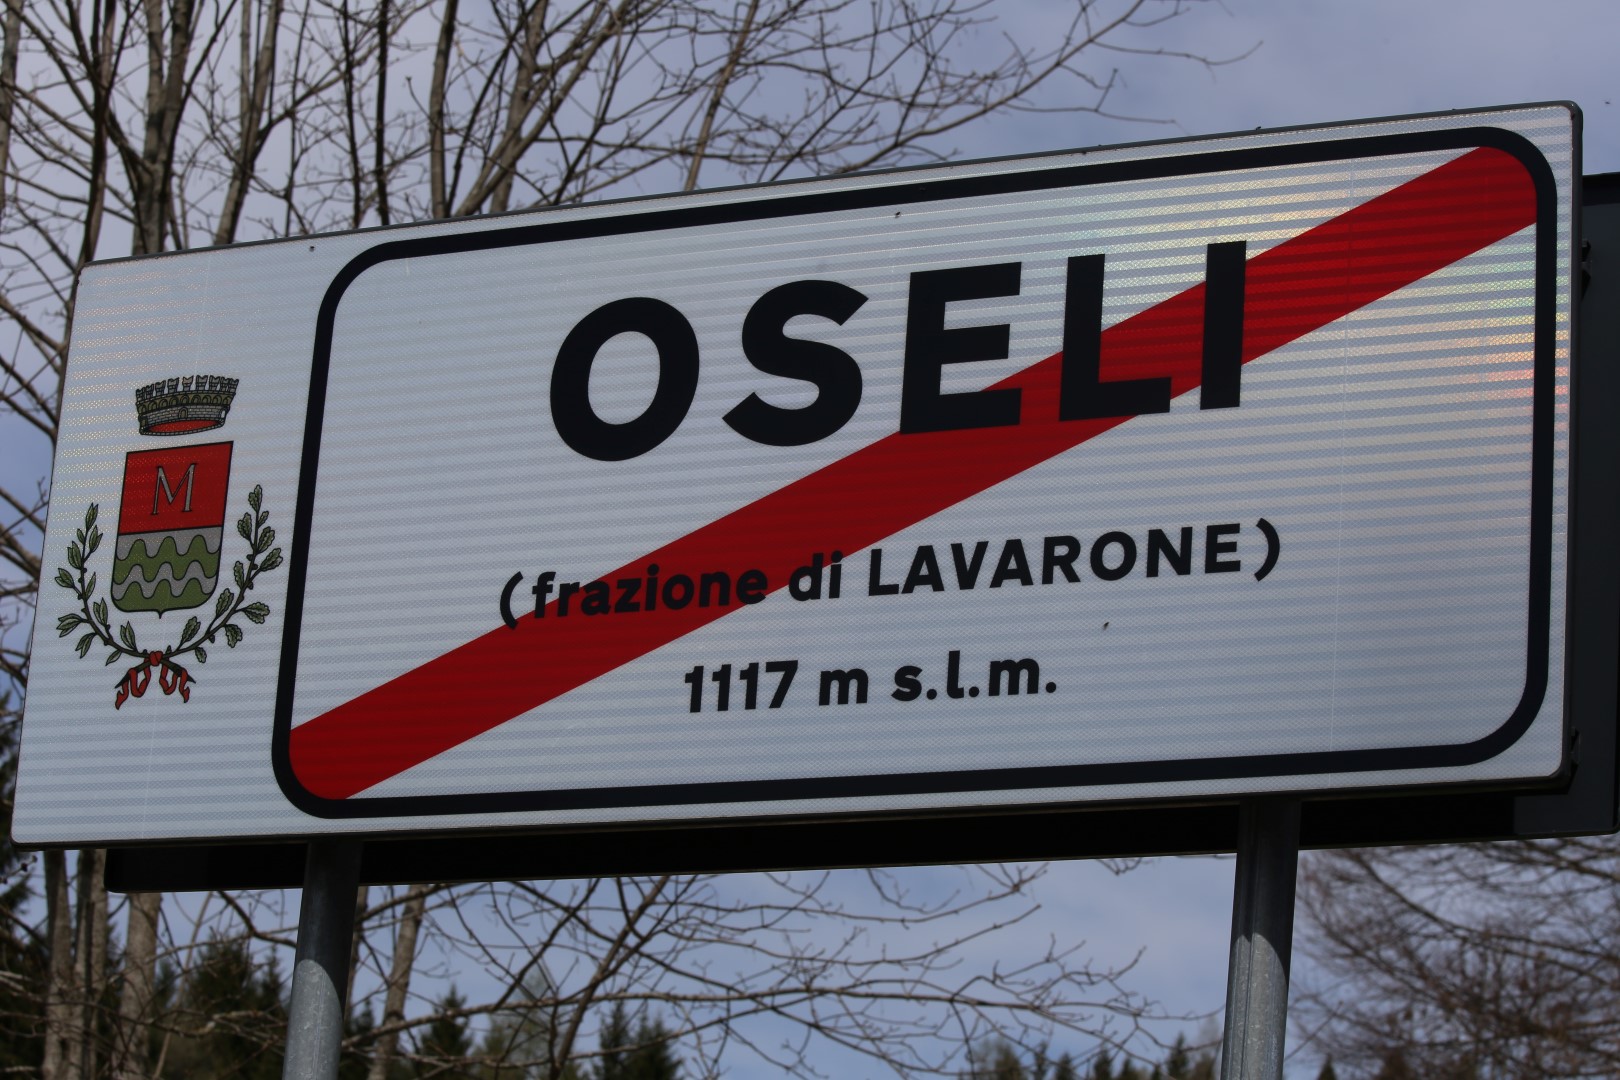 M
OSELI
(frazione di LAVARONE)
1117 m s.l.m.